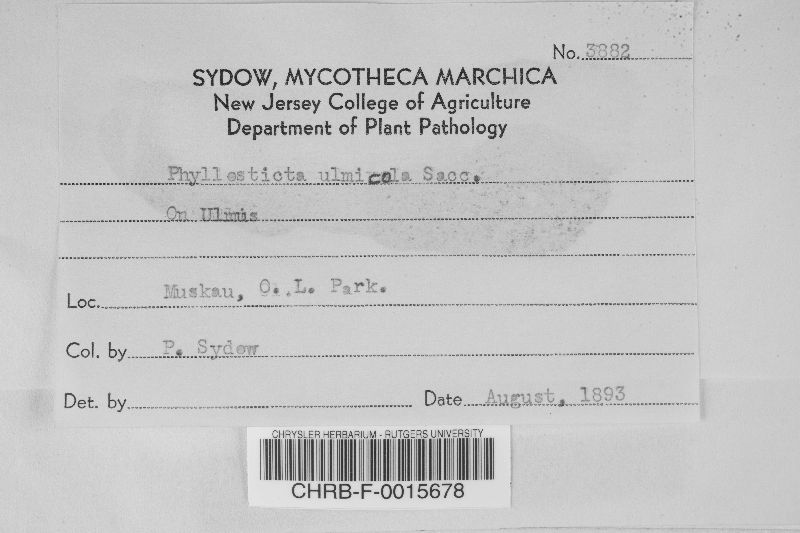 No. 3882
SYDOW, MYCOTHECA MARCHICA
New Jersey College of Agriculture
Department of Plant Pathology
Phyllosticta ulmicola Sacc.
On Ulmis
Loc. Muskau, O. L. Park.
Col. by P. Sydow
Det. by Date August, 1893
CHRYSLER HERBARIUM - RUTGERS UNIVERSITY
CHRB-F-0015678